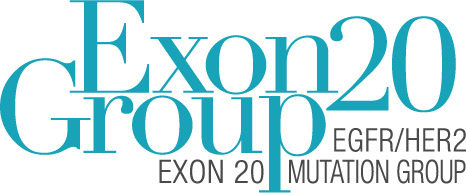 Exon20
Group
EGFR/HER2
EXON 20 MUTATION GROUP